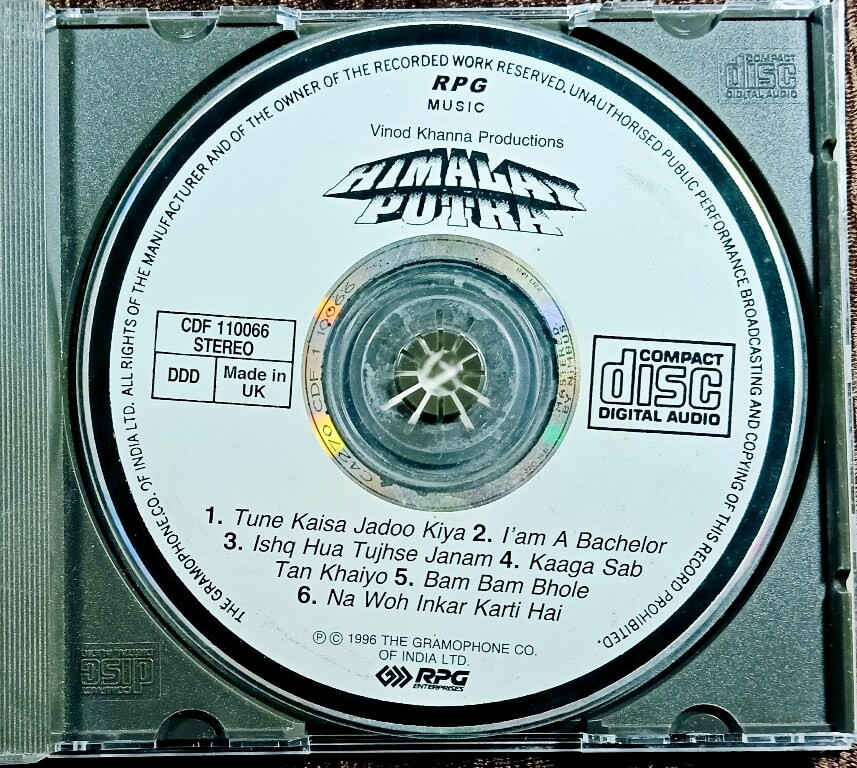 THE GRAMOPHONE CO. OF INDIA LTD. ALL RIGHTS OF THE MANUFACTURER AND OF THE OWNER OF THE RECORDED WORK RESERVED. UNAUTHORISED PUBLIC PERFORMANCE BROADCASTING AND COPYING OF THIS RECORD PROHIBITED.
RPG
MUSIC
Vinod Khanna Productions
HIMALAY
PUTRA
CDF 110066
STEREO
DDD
Made in
UK
COMPACT
disc
DIGITAL AUDIO
1. Tune Kaisa Jadoo Kiya 2. I'am A Bachelor
3. Ishq Hua Tujhse Janam 4. Kaaga Sab
Tan Khaiyo 5. Bam Bam Bhole
6. Na Woh Inkar Karti Hai
Ⓟ © 1996 THE GRAMOPHONE CO.
OF INDIA LTD.
RPG
ENTERPRISES
COMPACT
disc
DIGITAL AUDIO
COMPACT
disc
DIGITAL AUDIO